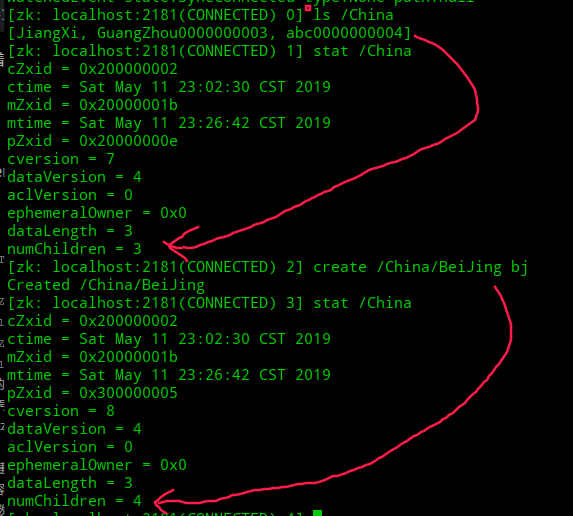 [zk: localhost:2181(CONNECTED) 0] ls /China
[JiangXi, GuangZhou0000000003, abc0000000004]
[zk: localhost:2181(CONNECTED) 1] stat /China
cZxid = 0x200000002
ctime = Sat May 11 23:02:30 CST 2019
mZxid = 0x20000001b
mtime = Sat May 11 23:26:42 CST 2019
pZxid = 0x20000000e
cversion = 7
dataVersion = 4
aclVersion = 0
ephemeralOwner = 0x0
dataLength = 3
numChildren = 3
[zk: localhost:2181(CONNECTED) 2] create /China/BeiJing bj
Created /China/BeiJing
[zk: localhost:2181(CONNECTED) 3] stat /China
cZxid = 0x200000002
ctime = Sat May 11 23:02:30 CST 2019
mZxid = 0x20000001b
mtime = Sat May 11 23:26:42 CST 2019
pZxid = 0x300000005
cversion = 8
dataVersion = 4
aclVersion = 0
ephemeralOwner = 0x0
dataLength = 3
numChildren = 4